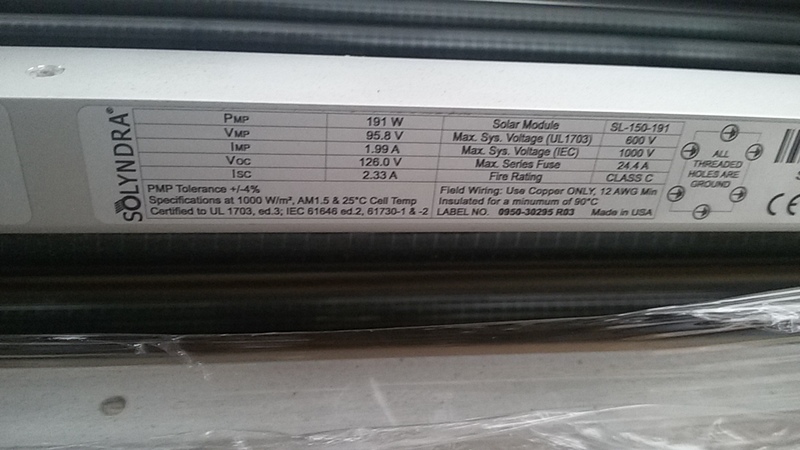 SOLYNDRA®
PMP 191 W
VMP 95.8 V
IMP 1.99 A
VOC 126.0 V
ISC 2.33 A
PMP Tolerance +/-4%
Specifications at 1000 W/m², AM1.5 & 25°C Cell Temp
Certified to UL 1703, ed.3; IEC 61646 ed.2, 61730-1 & -2
Solar Module SL-150-191
Max. Sys. Voltage (UL1703) 600 V
Max. Sys. Voltage (IEC) 1000 V
Max. Series Fuse 24.4 A
Fire Rating CLASS C
Field Wiring: Use Copper ONLY, 12 AWG Min
Insulated for a minumum of 90°C
LABEL NO. 0950-30295 R03 Made in USA
ALL
THREADED
HOLES ARE
GROUND
CE